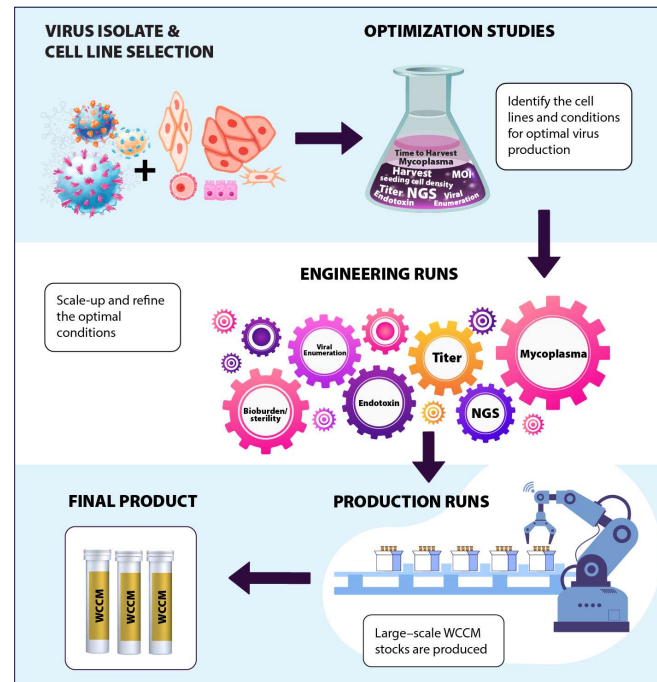 VIRUS ISOLATE &
CELL LINE SELECTION
OPTIMIZATION STUDIES
Time to Harvest
Mycoplasma
Harvest
MOI
seeding cell density
Titer
NGS
Viral
Enumeration
Endotoxin
Identify the cell
lines and conditions
for optimal virus
production
ENGINEERING RUNS
Scale-up and refine
the optimal
conditions
Viral
Enumeration
Titer
Mycoplasma
Bioburden/
sterility
Endotoxin
NGS
FINAL PRODUCT
PRODUCTION RUNS
WCCM
WCCM
WCCM
Large–scale WCCM
stocks are produced